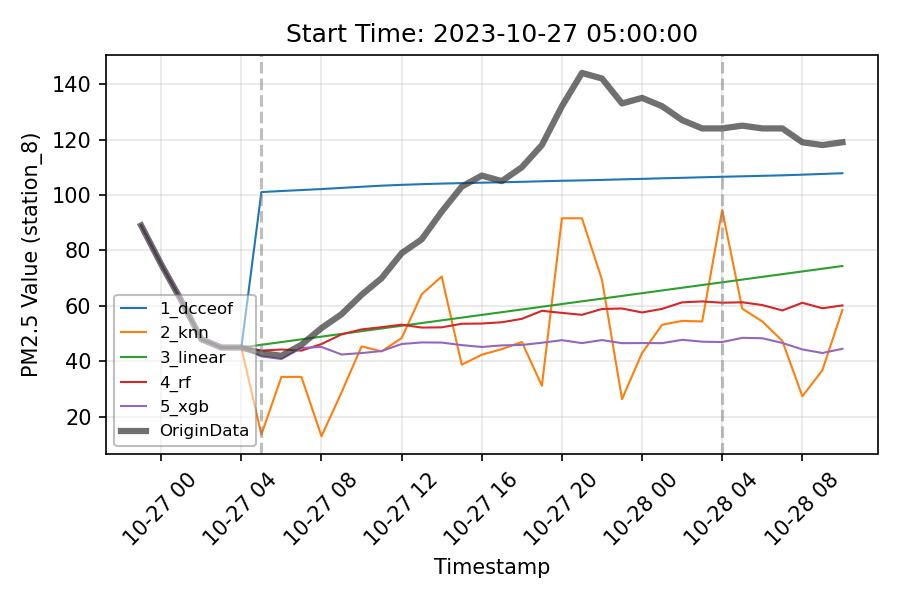 Start Time: 2023-10-27 05:00:00
PM2.5 Value (station_8)
140
120
100
80
60
40
20
1_dcceof
2_knn
3_linear
4_rf
5_xgb
OriginData
10-27 00
10-27 04
10-27 08
10-27 12
10-27 16
10-27 20
10-28 00
10-28 04
10-28 08
Timestamp